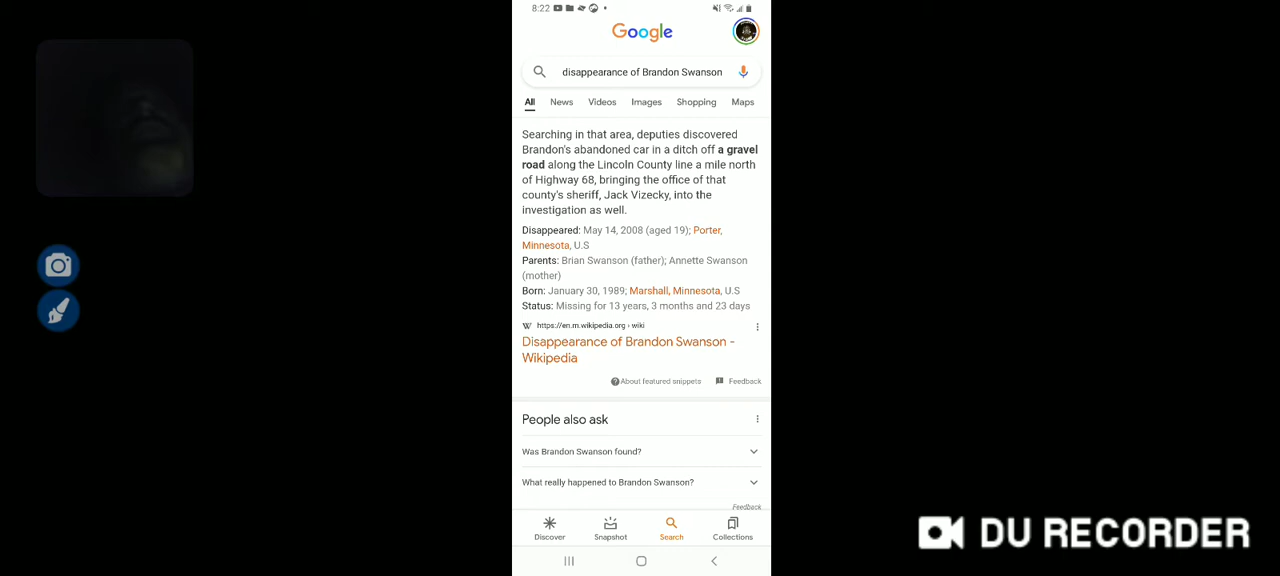 8:22
Google
disappearance of Brandon Swanson
All News Videos Images Shopping Maps
Searching in that area, deputies discovered
Brandon's abandoned car in a ditch off a gravel
road along the Lincoln County line a mile north
of Highway 68, bringing the office of that
county's sheriff, Jack Vizecky, into the
investigation as well.
Disappeared: May 14, 2008 (aged 19); Porter,
Minnesota, U.S
Parents: Brian Swanson (father); Annette Swanson
(mother)
Born: January 30, 1989; Marshall, Minnesota, U.S
Status: Missing for 13 years, 3 months and 23 days
W https://en.m.wikipedia.org › wiki
Disappearance of Brandon Swanson -
Wikipedia
About featured snippets Feedback
People also ask
Was Brandon Swanson found?
What really happened to Brandon Swanson?
Feedback
Discover Snapshot Search Collections
DU RECORDER